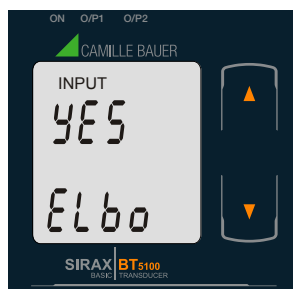 ON O/P1 O/P2
CAMILLE BAUER
INPUT
YES
ELbo
SIRAX BT5100
BASIC TRANSDUCER